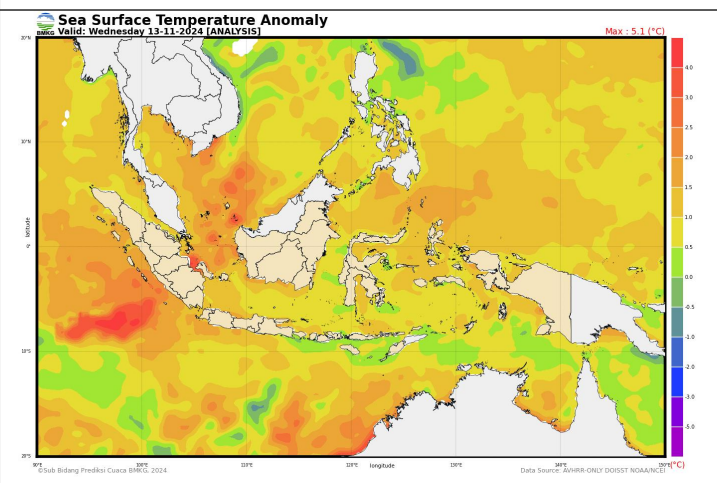 Sea Surface Temperature Anomaly
BMKG
Valid: Wednesday 13-11-2024 [ANALYSIS]
Max : 5.1 (°C)
20°N
10°N
0°
10°S
20°S
latitude
90°E
100°E
110°E
120°E
130°E
140°E
150°E
longitude
4.0
3.0
2.5
2.0
1.5
1.0
0.5
0.0
-0.5
-1.0
-2.0
-3.0
-5.0
(°C)
©Sub Bidang Prediksi Cuaca BMKG, 2024
Data Source: AVHRR-ONLY DOISST NOAA/NCEI